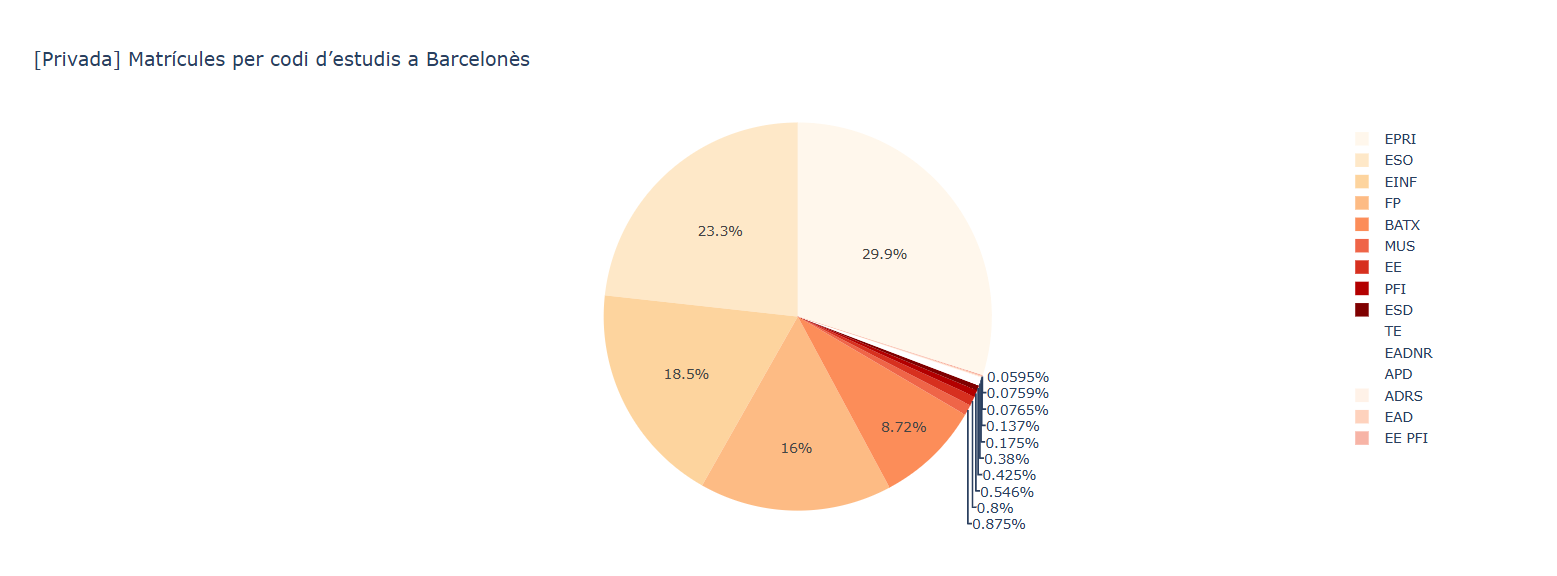 [Privada] Matrícules per codi d’estudis a Barcelonès
29.9%
23.3%
18.5%
16%
8.72%
0.0595%
0.0759%
0.0765%
0.137%
0.175%
0.38%
0.425%
0.546%
0.8%
0.875%
EPRI
ESO
EINF
FP
BATX
MUS
EE
PFI
ESD
TE
EADNR
APD
ADRS
EAD
EE PFI